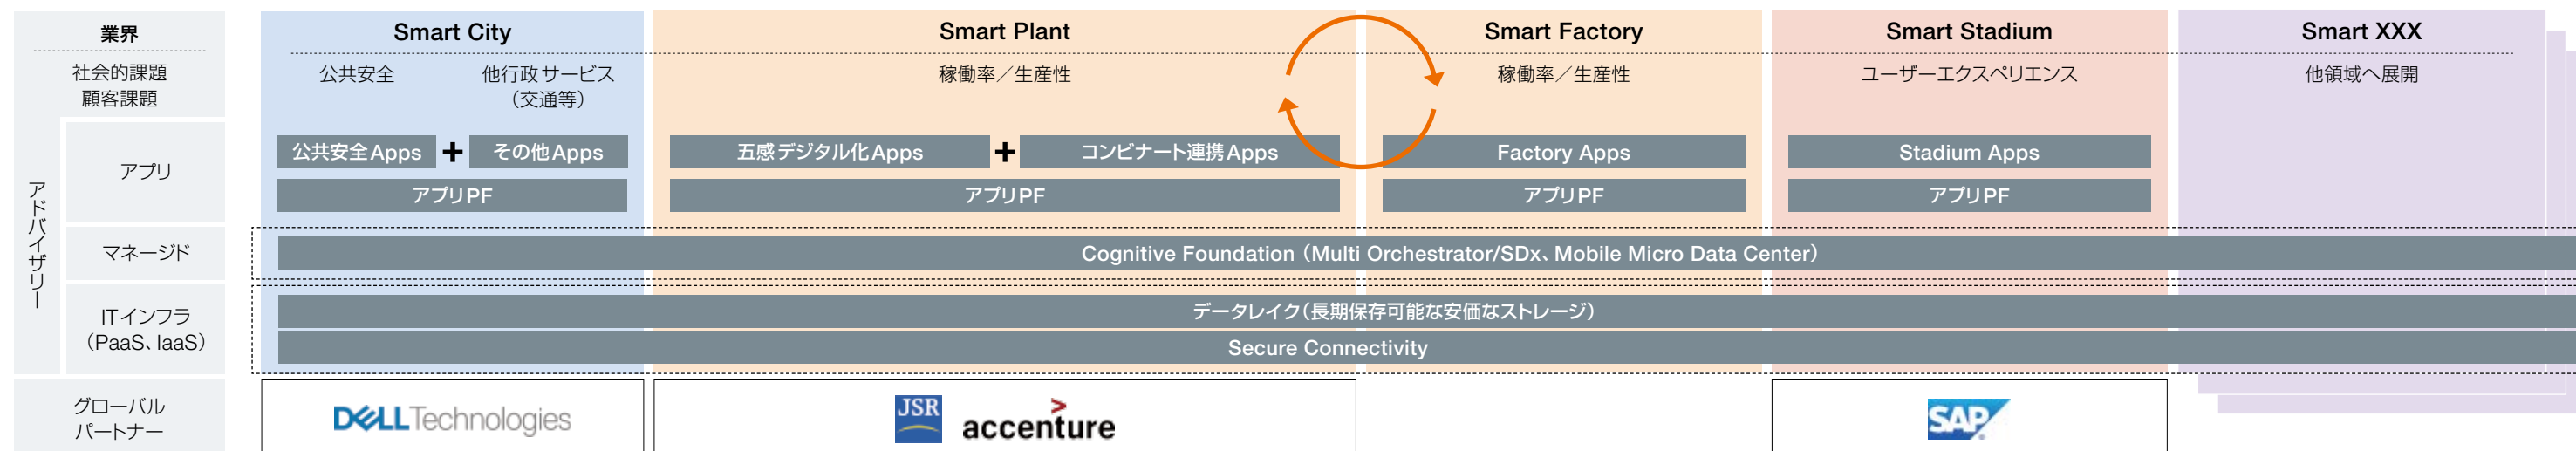 業界
Smart City
Smart Plant
Smart Factory
Smart Stadium
Smart XXX
社会的課題
顧客課題
公共安全
他行政サービス
（交通等）
稼働率／生産性
稼働率／生産性
ユーザーエクスペリエンス
他領域へ展開
アドバイザリー
アプリ
公共安全Apps
+
その他Apps
五感デジタル化Apps
+
コンビナート連携Apps
Factory Apps
Stadium Apps
アプリPF
アプリPF
アプリPF
アプリPF
マネージド
Cognitive Foundation（Multi Orchestrator/SDx、Mobile Micro Data Center）
ITインフラ
（PaaS、IaaS）
データレイク（長期保存可能な安価なストレージ）
Secure Connectivity
グローバル
パートナー
DELLTechnologies
JSR
accenture
SAP